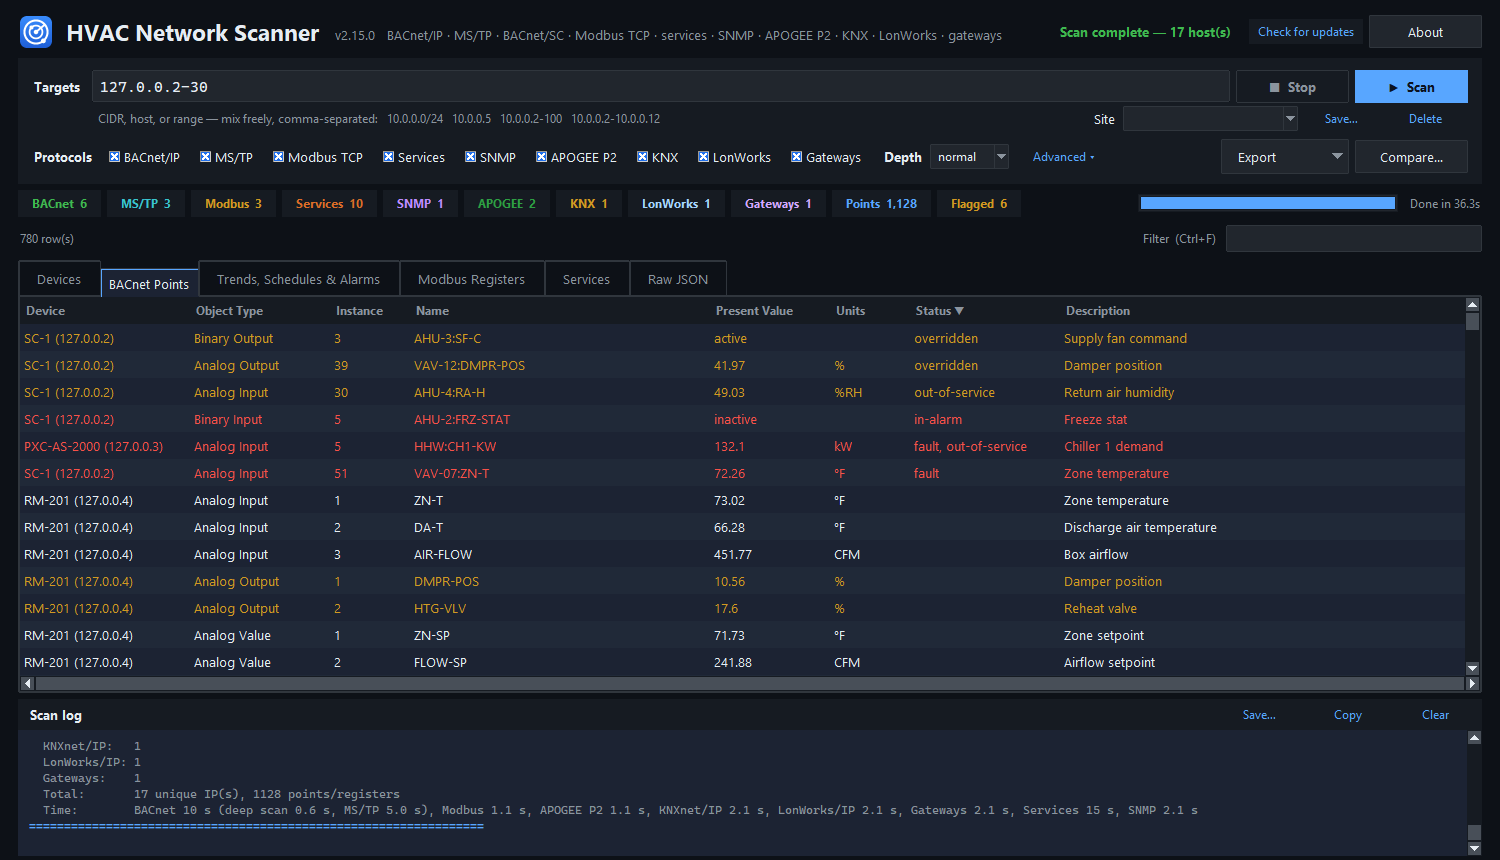 HVAC Network Scanner v2.15.0 BACnet/IP · MS/TP · BACnet/SC · Modbus TCP · services · SNMP · APOGEE P2 · KNX · LonWorks · gateways Scan complete — 17 host(s) Check for updates About
Targets 127.0.0.2-30 ■ Stop ► Scan
CIDR, host, or range — mix freely, comma-separated: 10.0.0.0/24 10.0.0.5 10.0.0.2-100 10.0.0.2-10.0.0.12 Site Save... Delete
Protocols BACnet/IP MS/TP Modbus TCP Services SNMP APOGEE P2 KNX LonWorks Gateways Depth normal Advanced Export Compare...
BACnet 6 MS/TP 3 Modbus 3 Services 10 SNMP 1 APOGEE 2 KNX 1 LonWorks 1 Gateways 1 Points 1,128 Flagged 6 Done in 36.3s
780 row(s) Filter (Ctrl+F)
Devices BACnet Points Trends, Schedules & Alarms Modbus Registers Services Raw JSON
Device Object Type Instance Name Present Value Units Status ▼ Description
SC-1 (127.0.0.2) Binary Output 3 AHU-3:SF-C active overridden Supply fan command
SC-1 (127.0.0.2) Analog Output 39 VAV-12:DMPR-POS 41.97 % overridden Damper position
SC-1 (127.0.0.2) Analog Input 30 AHU-4:RA-H 49.03 %RH out-of-service Return air humidity
SC-1 (127.0.0.2) Binary Input 5 AHU-2:FRZ-STAT inactive in-alarm Freeze stat
PXC-AS-2000 (127.0.0.3) Analog Input 5 HHW:CH1-KW 132.1 kW fault, out-of-service Chiller 1 demand
SC-1 (127.0.0.2) Analog Input 51 VAV-07:ZN-T 72.26 °F fault Zone temperature
RM-201 (127.0.0.4) Analog Input 1 ZN-T 73.02 °F Zone temperature
RM-201 (127.0.0.4) Analog Input 2 DA-T 66.28 °F Discharge air temperature
RM-201 (127.0.0.4) Analog Input 3 AIR-FLOW 451.77 CFM Box airflow
RM-201 (127.0.0.4) Analog Output 1 DMPR-POS 10.56 % Damper position
RM-201 (127.0.0.4) Analog Output 2 HTG-VLV 17.6 % Reheat valve
RM-201 (127.0.0.4) Analog Value 1 ZN-SP 71.73 °F Zone setpoint
RM-201 (127.0.0.4) Analog Value 2 FLOW-SP 241.88 CFM Airflow setpoint
Scan log Save... Copy Clear
KNXnet/IP: 1
LonWorks/IP: 1
Gateways: 1
Total: 17 unique IP(s), 1128 points/registers
Time: BACnet 10 s (deep scan 0.6 s, MS/TP 5.0 s), Modbus 1.1 s, APOGEE P2 1.1 s, KNXnet/IP 2.1 s, LonWorks/IP 2.1 s, Gateways 2.1 s, Services 15 s, SNMP 2.1 s
=================================================================